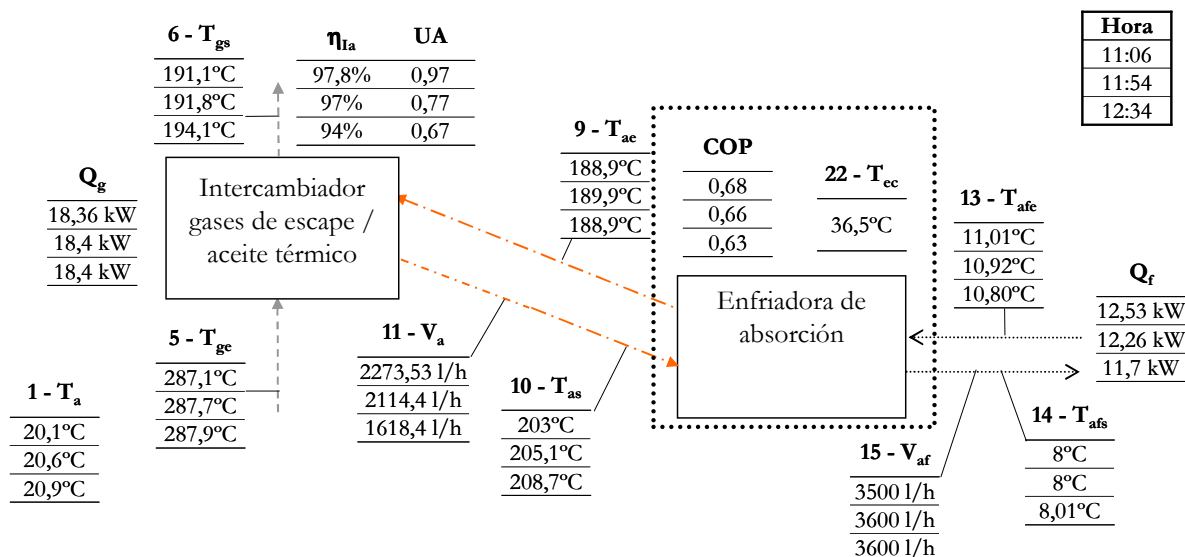 6 - Tgs
191,1ºC
191,8ºC
194,1ºC
ηIa UA
97,8% 0,97
97% 0,77
94% 0,67
Hora
11:06
11:54
12:34
Qg
18,36 kW
18,4 kW
18,4 kW
Intercambiador
gases de escape /
aceite térmico
9 - Tae
188,9ºC
189,9ºC
188,9ºC
COP
0,68
0,66
0,63
22 - Tec
36,5ºC
13 - Tafe
11,01ºC
10,92ºC
10,80ºC
Enfriadora de
absorción
Qf
12,53 kW
12,26 kW
11,7 kW
1 - Ta
20,1ºC
20,6ºC
20,9ºC
5 - Tge
287,1ºC
287,7ºC
287,9ºC
11 - Va
2273,53 l/h
2114,4 l/h
1618,4 l/h
10 - Tas
203ºC
205,1ºC
208,7ºC
15 - Vaf
3500 l/h
3600 l/h
3600 l/h
14 - Tafs
8ºC
8ºC
8,01ºC